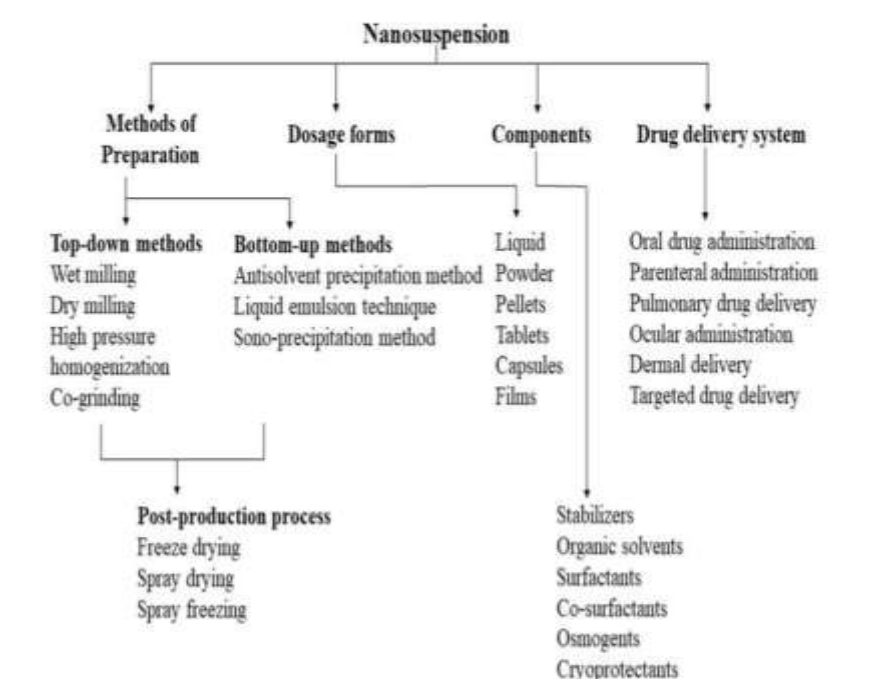 Nanosuspension
Methods of
Preparation
Dosage forms
Components
Drug delivery system
Top-down methods
Wet milling
Dry milling
High pressure
homogenization
Co-grinding
Bottom-up methods
Antisolvent precipitation method
Liquid emulsion technique
Sono-precipitation method
Liquid
Powder
Pellets
Tablets
Capsules
Films
Oral drug administration
Parenteral administration
Pulmonary drug delivery
Ocular administration
Dermal delivery
Targeted drug delivery
Post-production process
Freeze drying
Spray drying
Spray freezing
Stabilizers
Organic solvents
Surfactants
Co-surfactants
Osmogents
Cryoprotectants